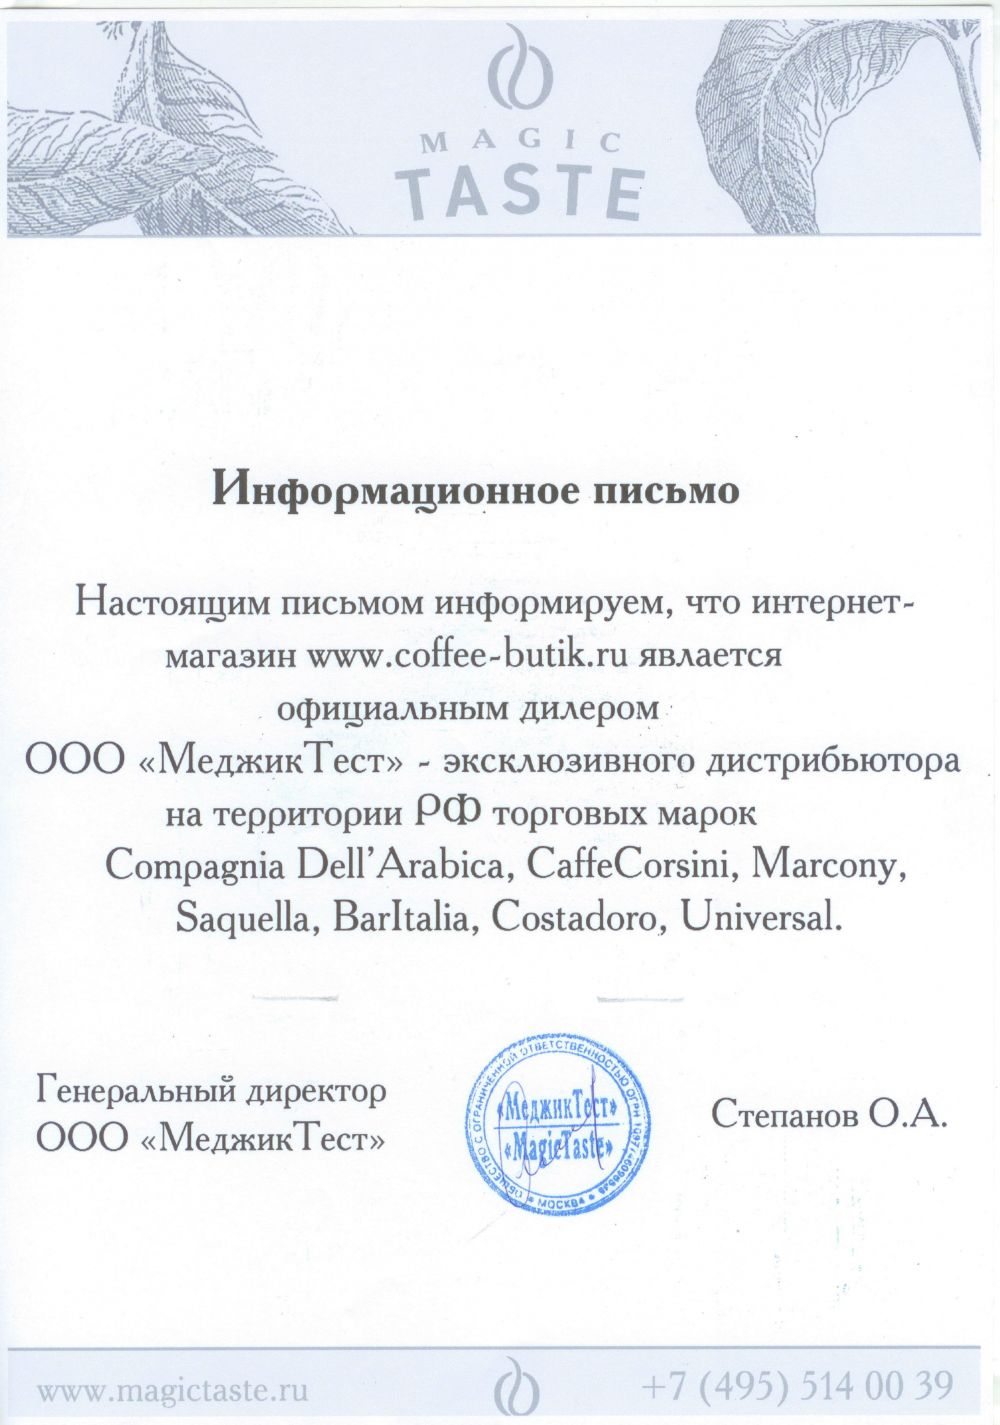 MAGIC
TASTE
Информационное письмо
Настоящим письмом информируем, что интернет-
магазин www.coffee-butik.ru является
официальным дилером
ООО «МеджикТест» - эксклюзивного дистрибьютора
на территории РФ торговых марок
Compagnia Dell'Arabica, CaffeCorsini, Marcony,
Saquella, BarItalia, Costadoro, Universal.
Генеральный директор
ООО «МеджикТест»
ОБЩЕСТВО С ОГРАНИЧЕННОЙ ОТВЕТСТВЕННОСТЬЮ ОГРН
«МеджикТест»
«MagicTaste»
МОСКВА
Степанов О.А.
www.magictaste.ru
+7 (495) 514 00 39